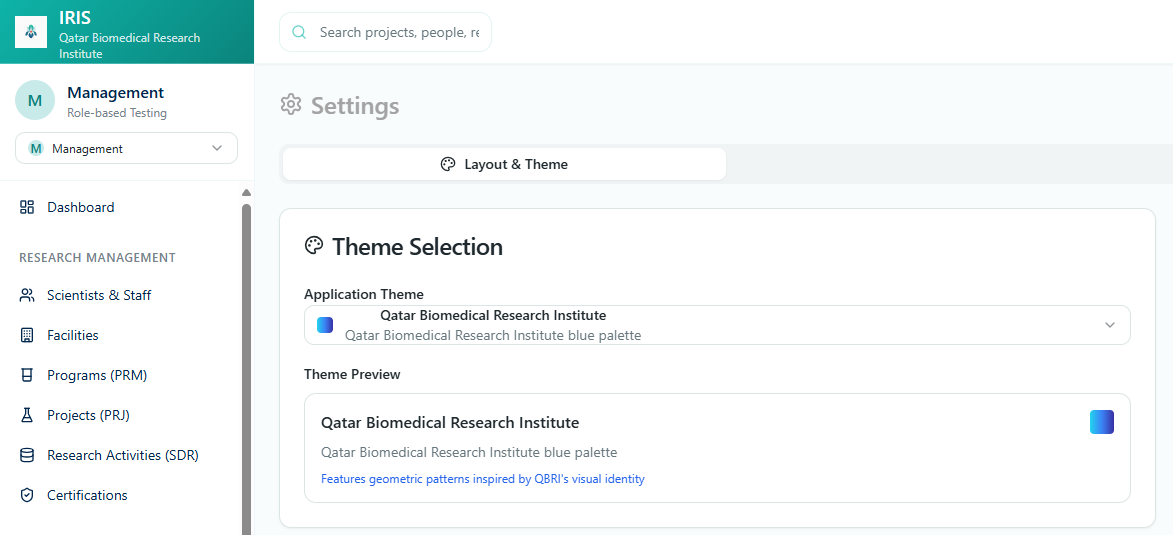 IRIS
Qatar Biomedical Research
Institute
Search projects, people, re
M
Management
Role-based Testing
M Management
Settings
Layout & Theme
Dashboard
RESEARCH MANAGEMENT
Scientists & Staff
Facilities
Programs (PRM)
Projects (PRJ)
Research Activities (SDR)
Certifications
Theme Selection
Application Theme
Qatar Biomedical Research Institute
Qatar Biomedical Research Institute blue palette
Theme Preview
Qatar Biomedical Research Institute
Qatar Biomedical Research Institute blue palette
Features geometric patterns inspired by QBRI's visual identity